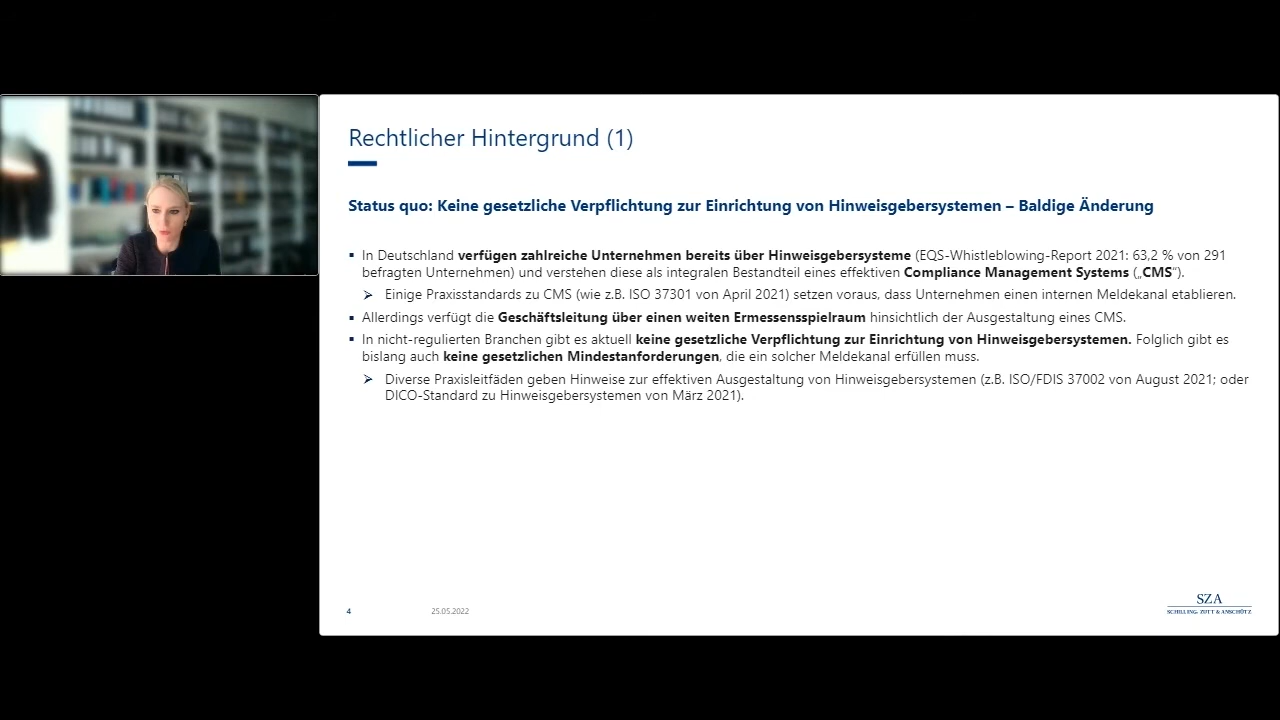 Rechtlicher Hintergrund (1)
Status quo: Keine gesetzliche Verpflichtung zur Einrichtung von Hinweisgebersystemen – Baldige Änderung
▪ In Deutschland verfügen zahlreiche Unternehmen bereits über Hinweisgebersysteme (EQS-Whistleblowing-Report 2021: 63,2 % von 291
befragten Unternehmen) und verstehen diese als integralen Bestandteil eines effektiven Compliance Management Systems („CMS“).
➢ Einige Praxisstandards zu CMS (wie z.B. ISO 37301 von April 2021) setzen voraus, dass Unternehmen einen internen Meldekanal etablieren.
▪ Allerdings verfügt die Geschäftsleitung über einen weiten Ermessensspielraum hinsichtlich der Ausgestaltung eines CMS.
▪ In nicht-regulierten Branchen gibt es aktuell keine gesetzliche Verpflichtung zur Einrichtung von Hinweisgebersystemen. Folglich gibt es
bislang auch keine gesetzlichen Mindestanforderungen, die ein solcher Meldekanal erfüllen muss.
➢ Diverse Praxisleitfäden geben Hinweise zur effektiven Ausgestaltung von Hinweisgebersystemen (z.B. ISO/FDIS 37002 von August 2021; oder
DICO-Standard zu Hinweisgebersystemen von März 2021).
4
25.05.2022
SZA
SCHILLING, ZUTT & ANSCHÜTZ